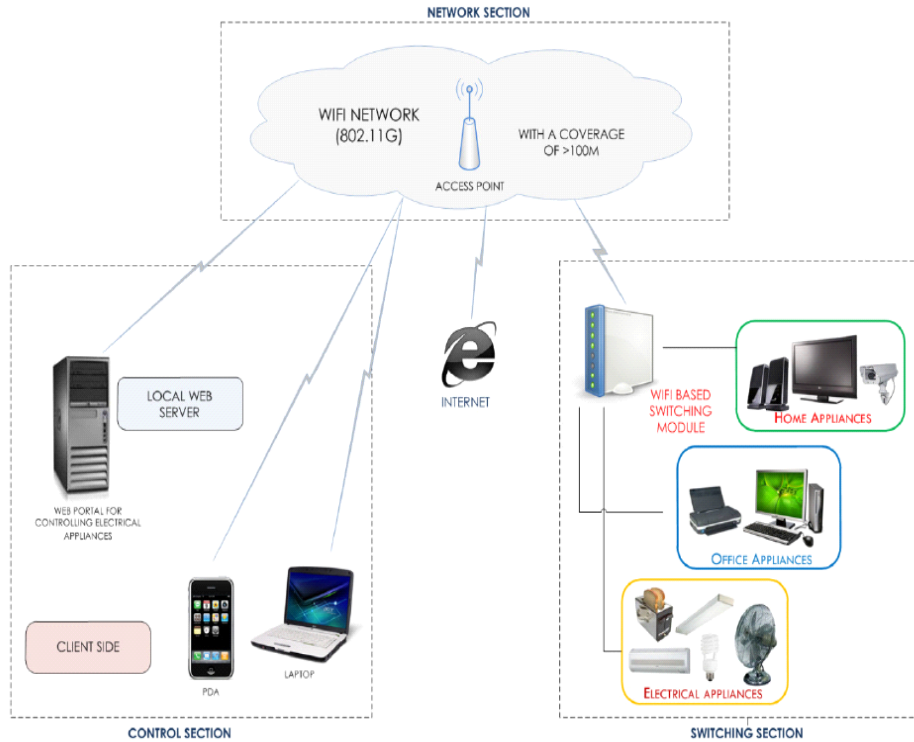 NETWORK SECTION
WIFI NETWORK
(802.11G)
WITH A COVERAGE
OF >100M
ACCESS POINT
LOCAL WEB
SERVER
WEB PORTAL FOR
CONTROLLING ELECTRICAL
APPLIANCES
CLIENT SIDE
PDA
LAPTOP
CONTROL SECTION
INTERNET
WIFI BASED
SWITCHING
MODULE
HOME APPLIANCES
OFFICE APPLIANCES
ELECTRICAL APPLIANCES
SWITCHING SECTION